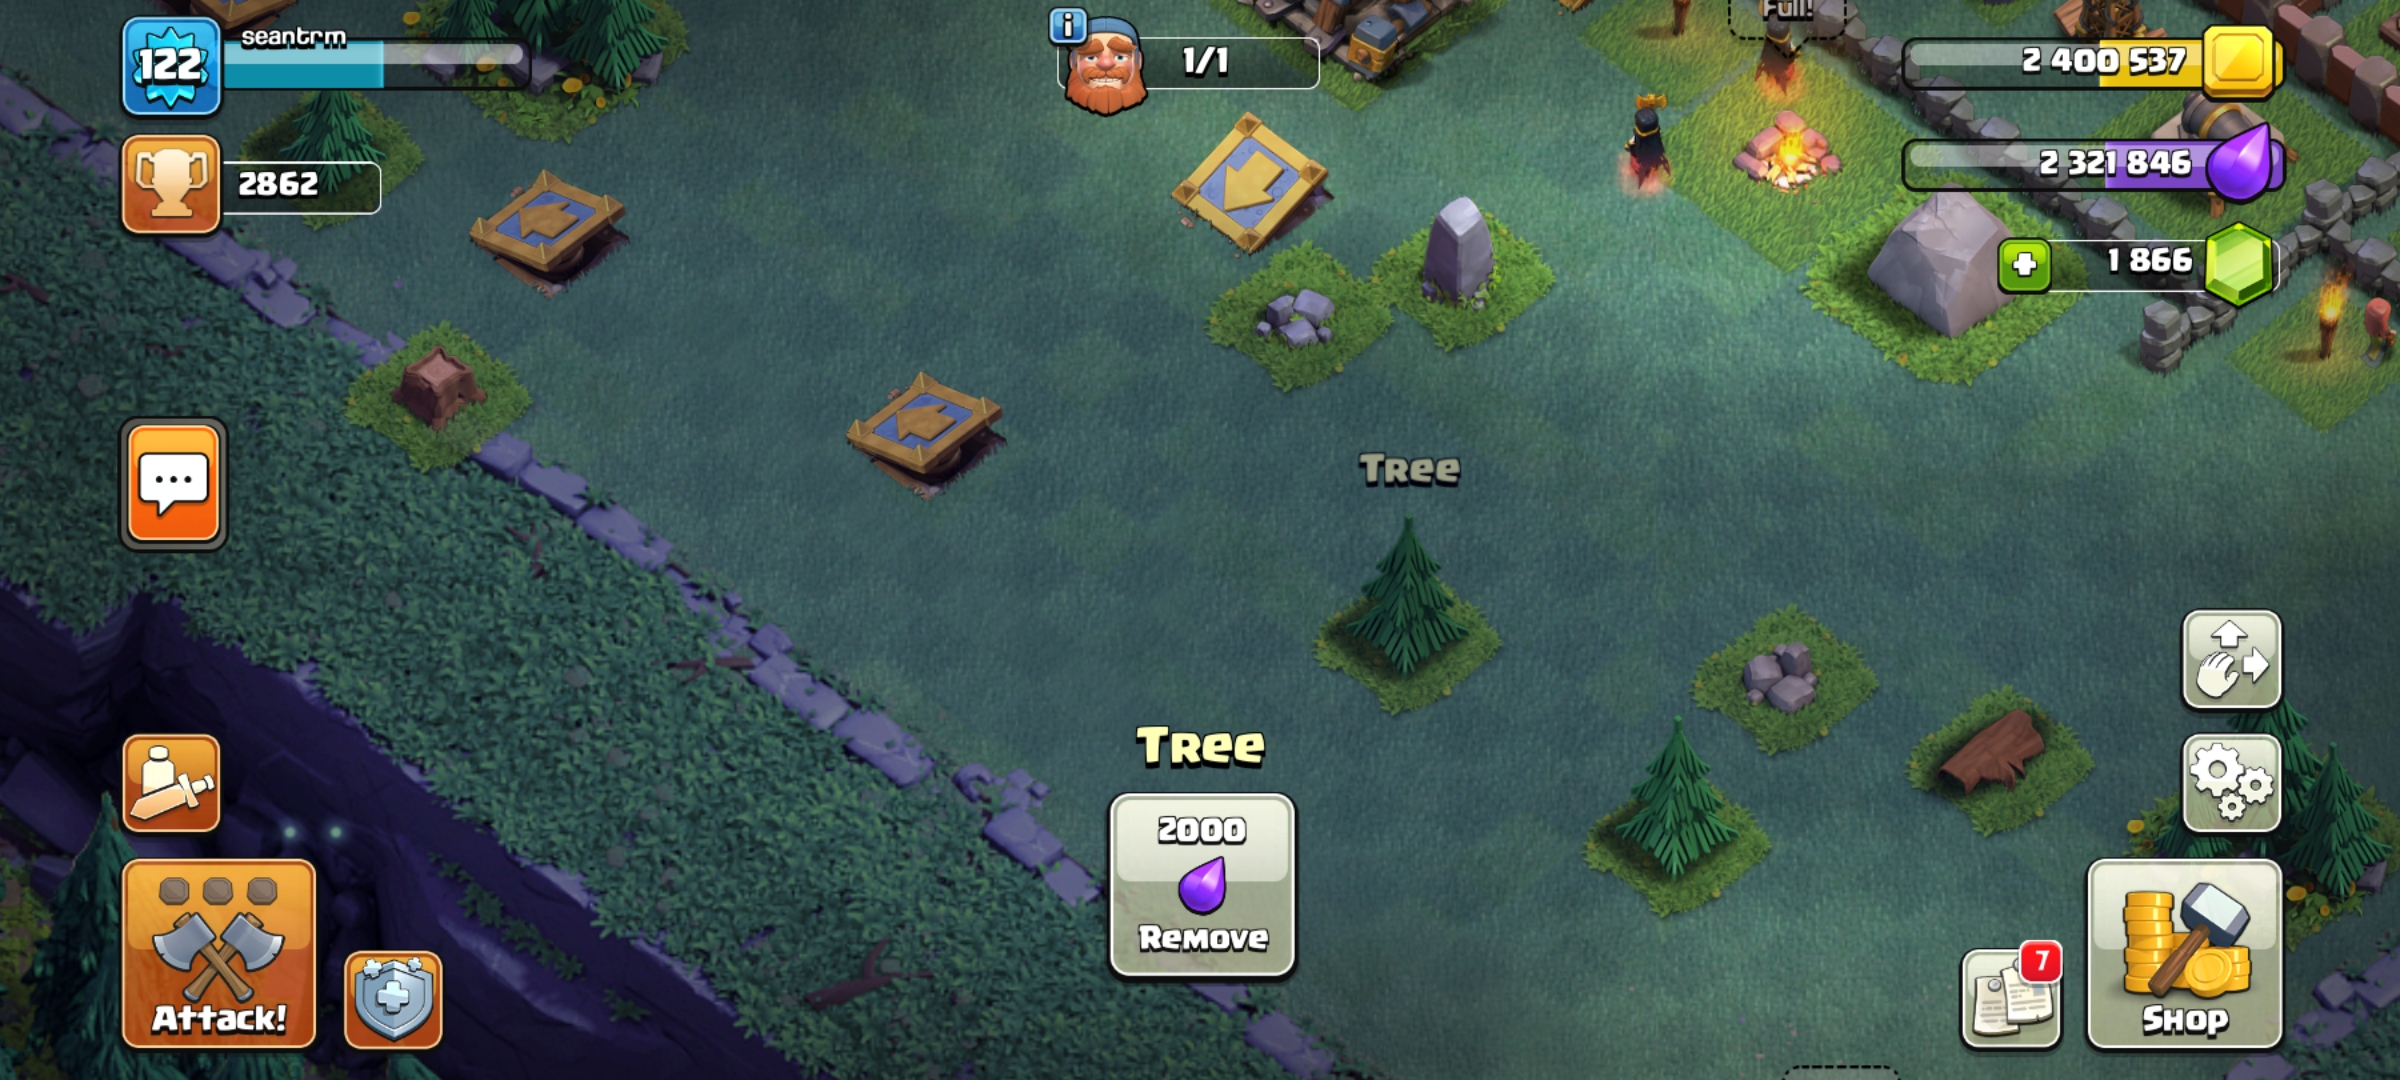 122
seantrm
i
1/1
Full!
2 400 537
2862
2 321 846
1 866
Tree
Tree
2000
Remove
Attack!
7
Shop